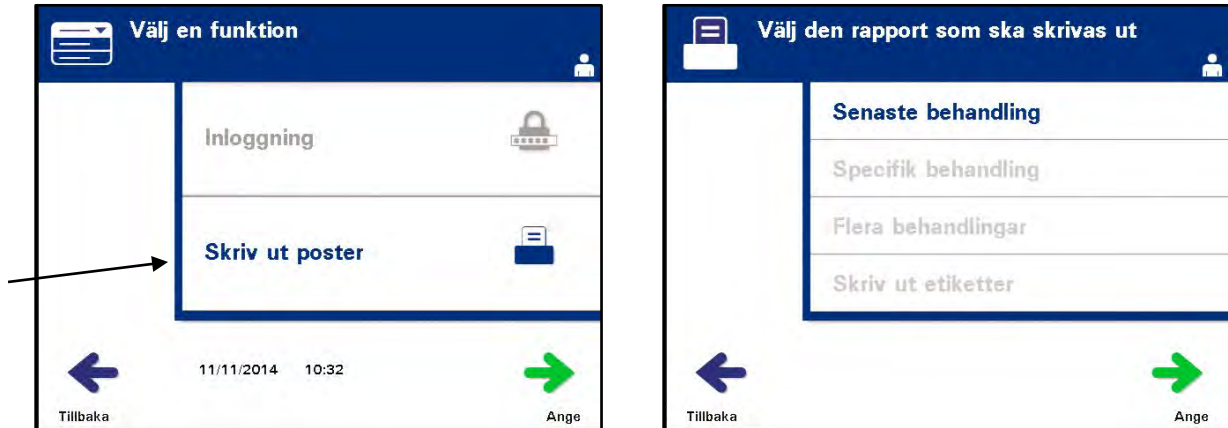 Välj en funktion
Inloggning
Skriv ut poster
11/11/2014 10:32
Tillbaka
Ange
Välj den rapport som ska skrivas ut
Senaste behandling
Specifik behandling
Flera behandlingar
Skriv ut etiketter
Tillbaka
Ange